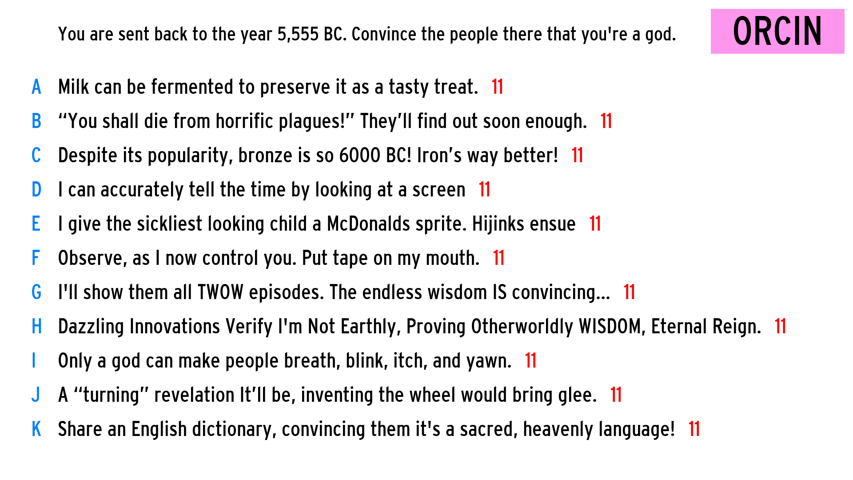 You are sent back to the year 5,555 BC. Convince the people there that you're a god.
ORCIN
A Milk can be fermented to preserve it as a tasty treat. 11
B “You shall die from horrific plagues!” They’ll find out soon enough. 11
C Despite its popularity, bronze is so 6000 BC! Iron’s way better! 11
D I can accurately tell the time by looking at a screen 11
E I give the sickliest looking child a McDonalds sprite. Hijinks ensue 11
F Observe, as I now control you. Put tape on my mouth. 11
G I'll show them all TWOW episodes. The endless wisdom IS convincing... 11
H Dazzling Innovations Verify I'm Not Earthly, Proving Otherworldly WISDOM, Eternal Reign. 11
I Only a god can make people breath, blink, itch, and yawn. 11
J A “turning” revelation It’ll be, inventing the wheel would bring glee. 11
K Share an English dictionary, convincing them it's a sacred, heavenly language! 11